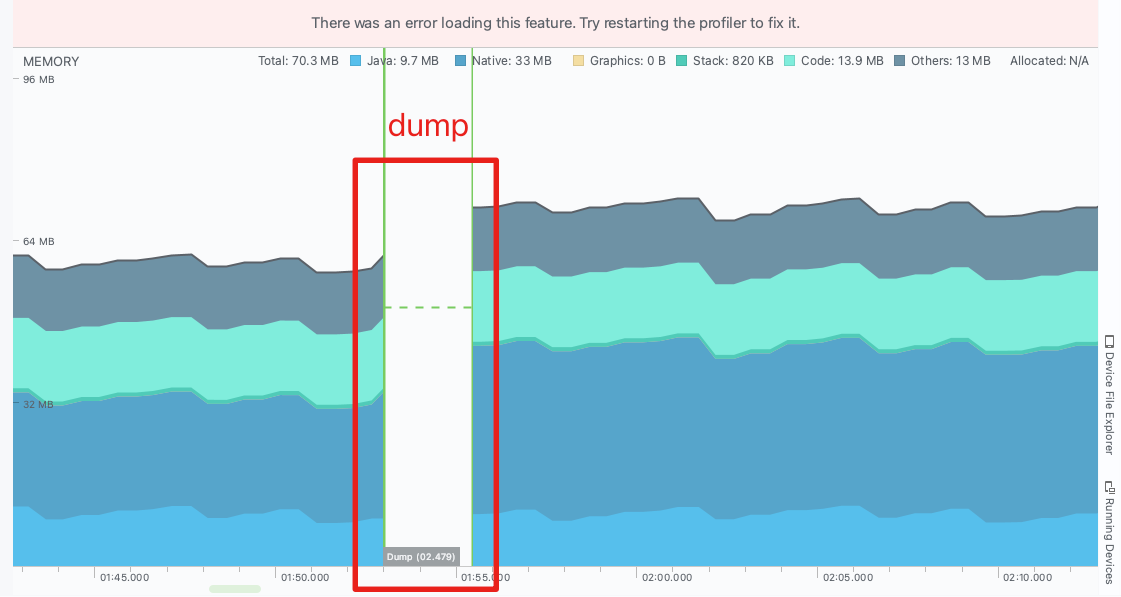 There was an error loading this feature. Try restarting the profiler to fix it.
MEMORY Total: 70.3 MB Java: 9.7 MB Native: 33 MB Graphics: 0 B Stack: 820 KB Code: 13.9 MB Others: 13 MB Allocated: N/A
96 MB
dump
64 MB
32 MB
Dump (02.479)
01:45.000 01:50.000 01:55.000 02:00.000 02:05.000 02:10.000
Device File Explorer
Running Devices